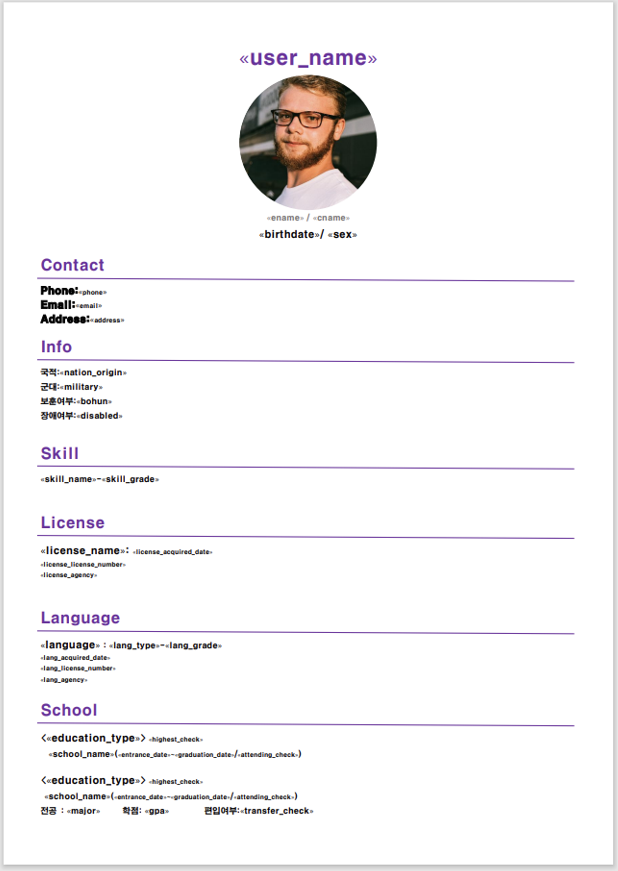 «user_name»
«ename» / «cname»
«birthdate»/ «sex»
Contact
Phone:«phone»
Email:«email»
Address:«address»
Info
국적:«nation_origin»
군대:«military»
보훈여부:«bohun»
장애여부:«disabled»
Skill
«skill_name»-«skill_grade»
License
«license_name»: «license_acquired_date»
«license_license_number»
«license_agency»
Language
«language» : «lang_type»-«lang_grade»
«lang_acquired_date»
«lang_license_number»
«lang_agency»
School
<«education_type»> «highest_check»
«school_name»(«entrance_date»-«graduation_date»/«attending_check»)
<«education_type»> «highest_check»
«school_name»(«entrance_date»-«graduation_date»/«attending_check»)
전공 : «major» 학점: «gpa» 편입여부:«transfer_check»